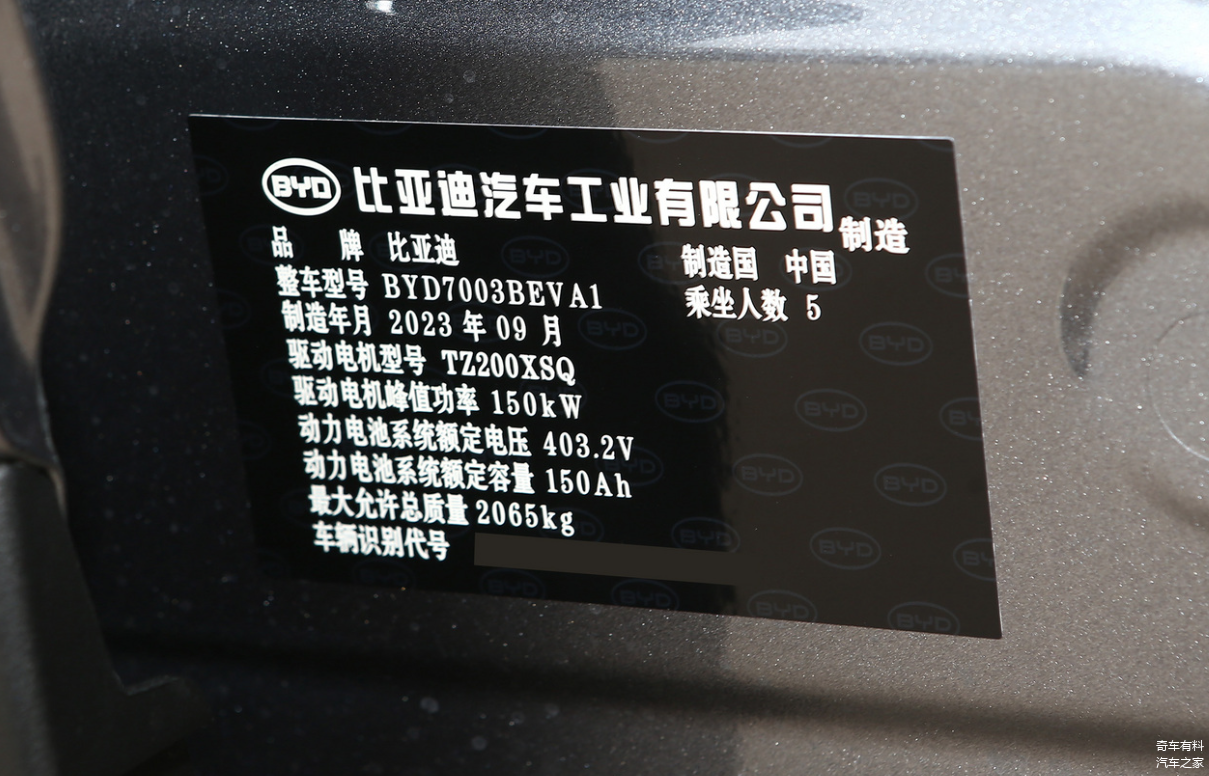 BYD 比亚迪汽车工业有限公司 制造
品 牌 比亚迪 制造国 中国
整车型号 BYD7003BEVA1 乘坐人数 5
制造年月 2023 年 09 月
驱动电机型号 TZ200XSQ
驱动电机峰值功率 150kW
动力电池系统额定电压 403.2V
动力电池系统额定容量 150Ah
最大允许总质量 2065kg
车辆识别代号
奇车有料
汽车之家